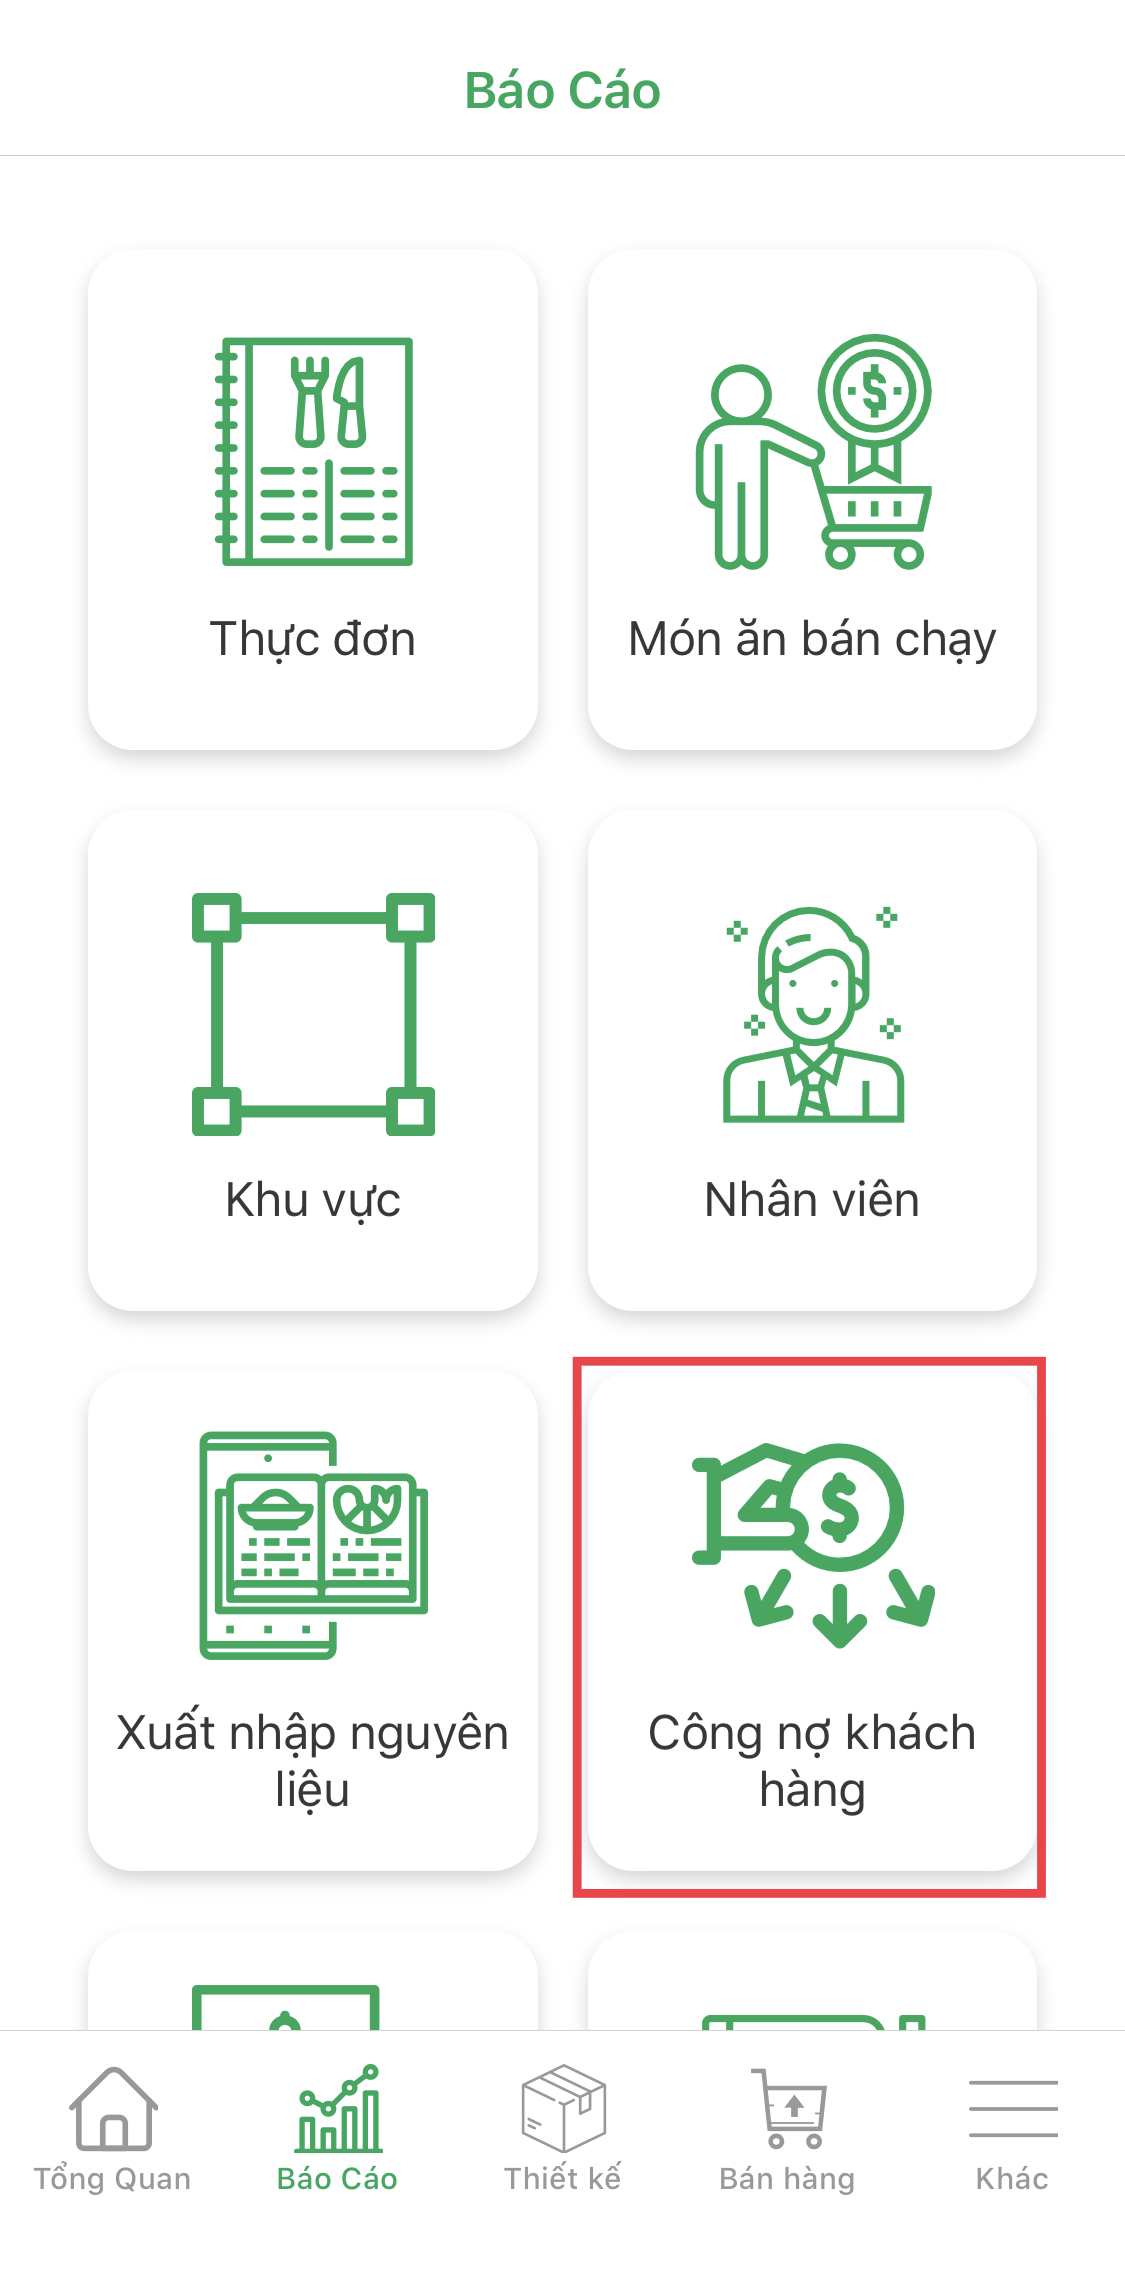 Báo Cáo
Thực đơn
Món ăn bán chạy
Khu vực
Nhân viên
Xuất nhập nguyên
liệu
Công nợ khách
hàng
Tổng Quan
Báo Cáo
Thiết kế
Bán hàng
Khác